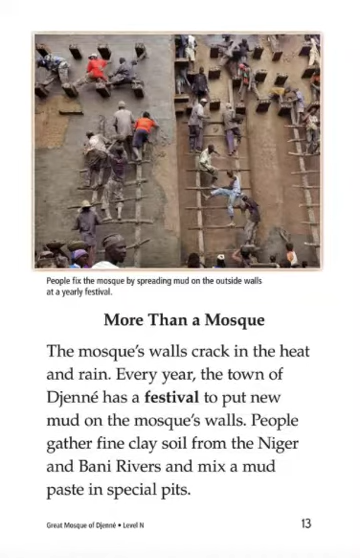 People fix the mosque by spreading mud on the outside walls
at a yearly festival.
More Than a Mosque
The mosque's walls crack in the heat
and rain. Every year, the town of
Djenné has a festival to put new
mud on the mosque's walls. People
gather fine clay soil from the Niger
and Bani Rivers and mix a mud
paste in special pits.
Great Mosque of Djenné • Level N
13